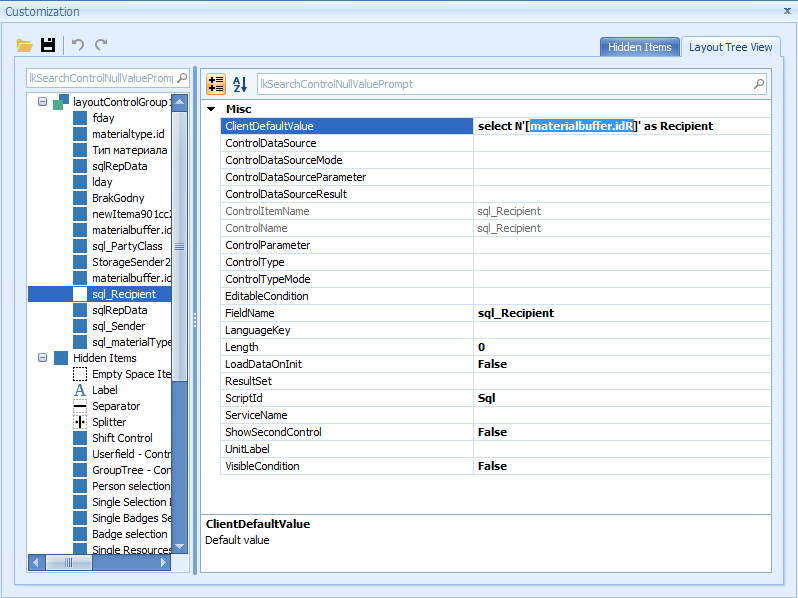 Customization
Hidden Items
Layout Tree View
lkSearchControlNullValuePromp
layoutControlGroup1
fday
materialtype.id
Тип материала
sqlRepData
lday
BrakGodny
newItema901cc2
materialbuffer.id
sql_PartyClass
StorageSender2
materialbuffer.id
sql_Recipient
sqlRepData
sql_Sender
sql_materialType
Hidden Items
Empty Space Ite
A Label
Separator
Splitter
Shift Control
Userfield - Contr
GroupTree - Con
Person selection
Single Selection
Single Badges Se
Badge selection
Single Resources
A
Z
lkSearchControlNullValuePrompt
Misc
ClientDefaultValue select N'[materialbuffer.idR]' as Recipient
ControlDataSource
ControlDataSourceMode
ControlDataSourceParameter
ControlDataSourceResult
ControlItemName sql_Recipient
ControlName sql_Recipient
ControlParameter
ControlType
ControlTypeMode
EditableCondition
FieldName sql_Recipient
LanguageKey
Length 0
LoadDataOnInit False
ResultSet
ScriptId Sql
ServiceName
ShowSecondControl False
UnitLabel
VisibleCondition False
ClientDefaultValue
Default value